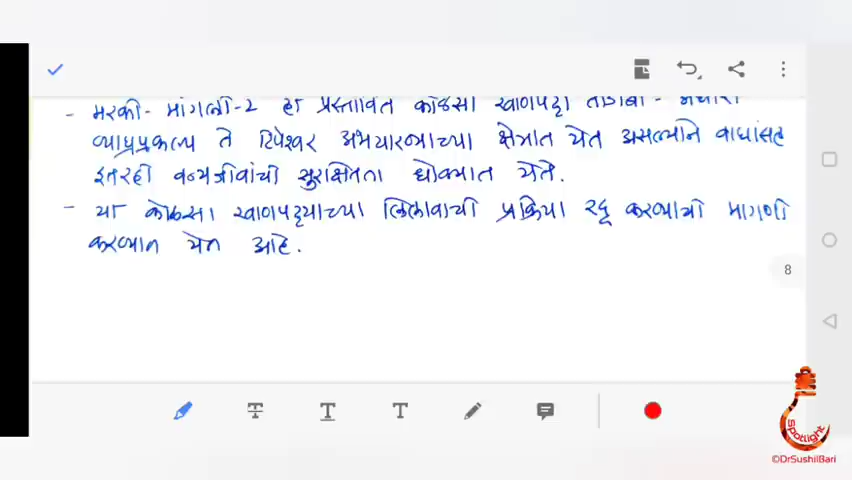 - मरकी - मांगली - २ हा प्रस्तावित कोळसा खाणपट्टा ताडोबा - अंधारी
व्याघ्रप्रकल्प ते टिपेश्वर अभयारण्याच्या क्षेत्रात येत असल्याने वाघांसह
इतरही वन्यजीवांची सुरक्षितता धोक्यात येते.
- या कोळसा खाणपट्ट्याच्या लिलावाची प्रक्रिया रद्द करण्याची मागणी
करण्यात येत आहे.
8
T T T
Spotlight
©DrSushilBari